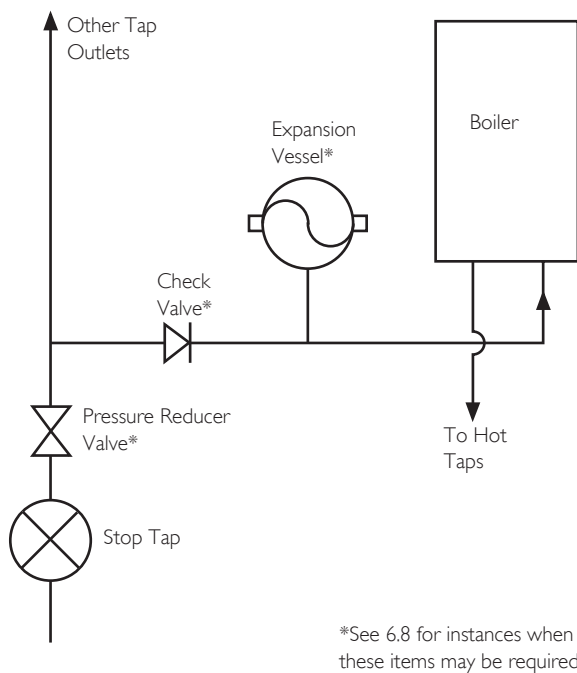 Other Tap
Outlets
Boiler
Expansion
Vessel*
Check
Valve*
Pressure Reducer
Valve*
To Hot
Taps
Stop Tap
*See 6.8 for instances when
these items may be required